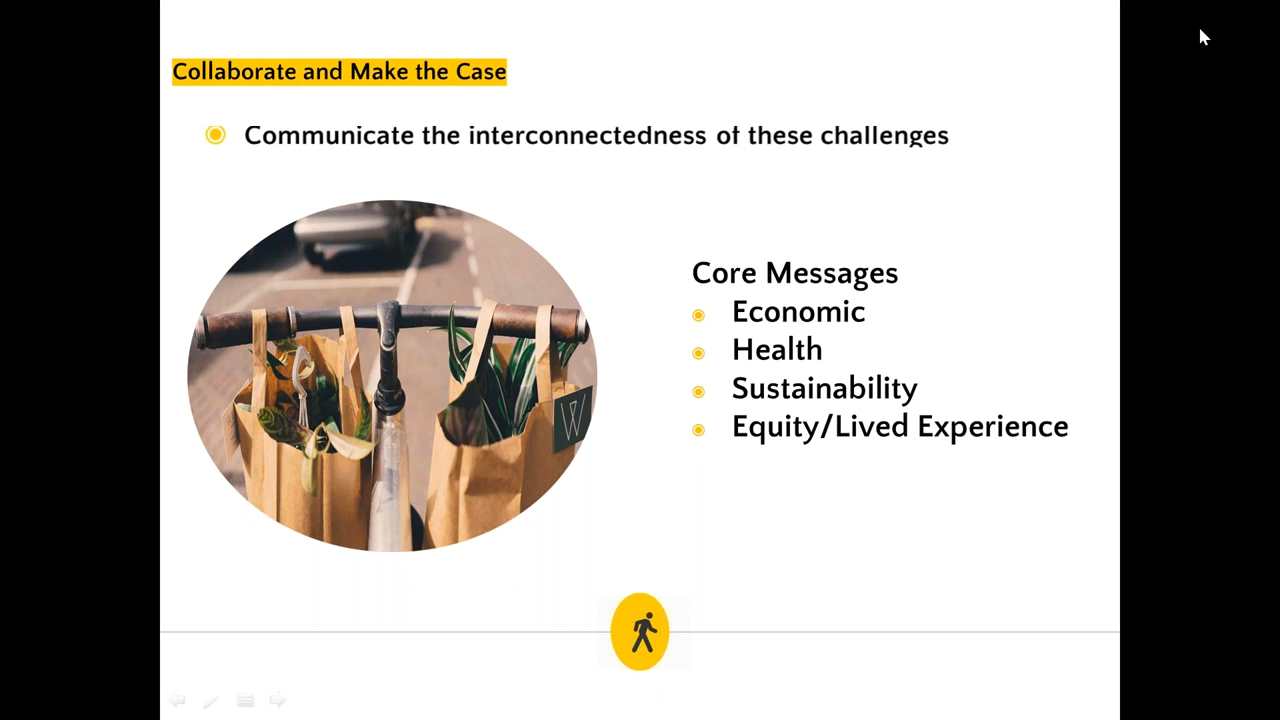 Collaborate and Make the Case
Communicate the interconnectedness of these challenges
Core Messages
Economic
Health
Sustainability
Equity/Lived Experience
W